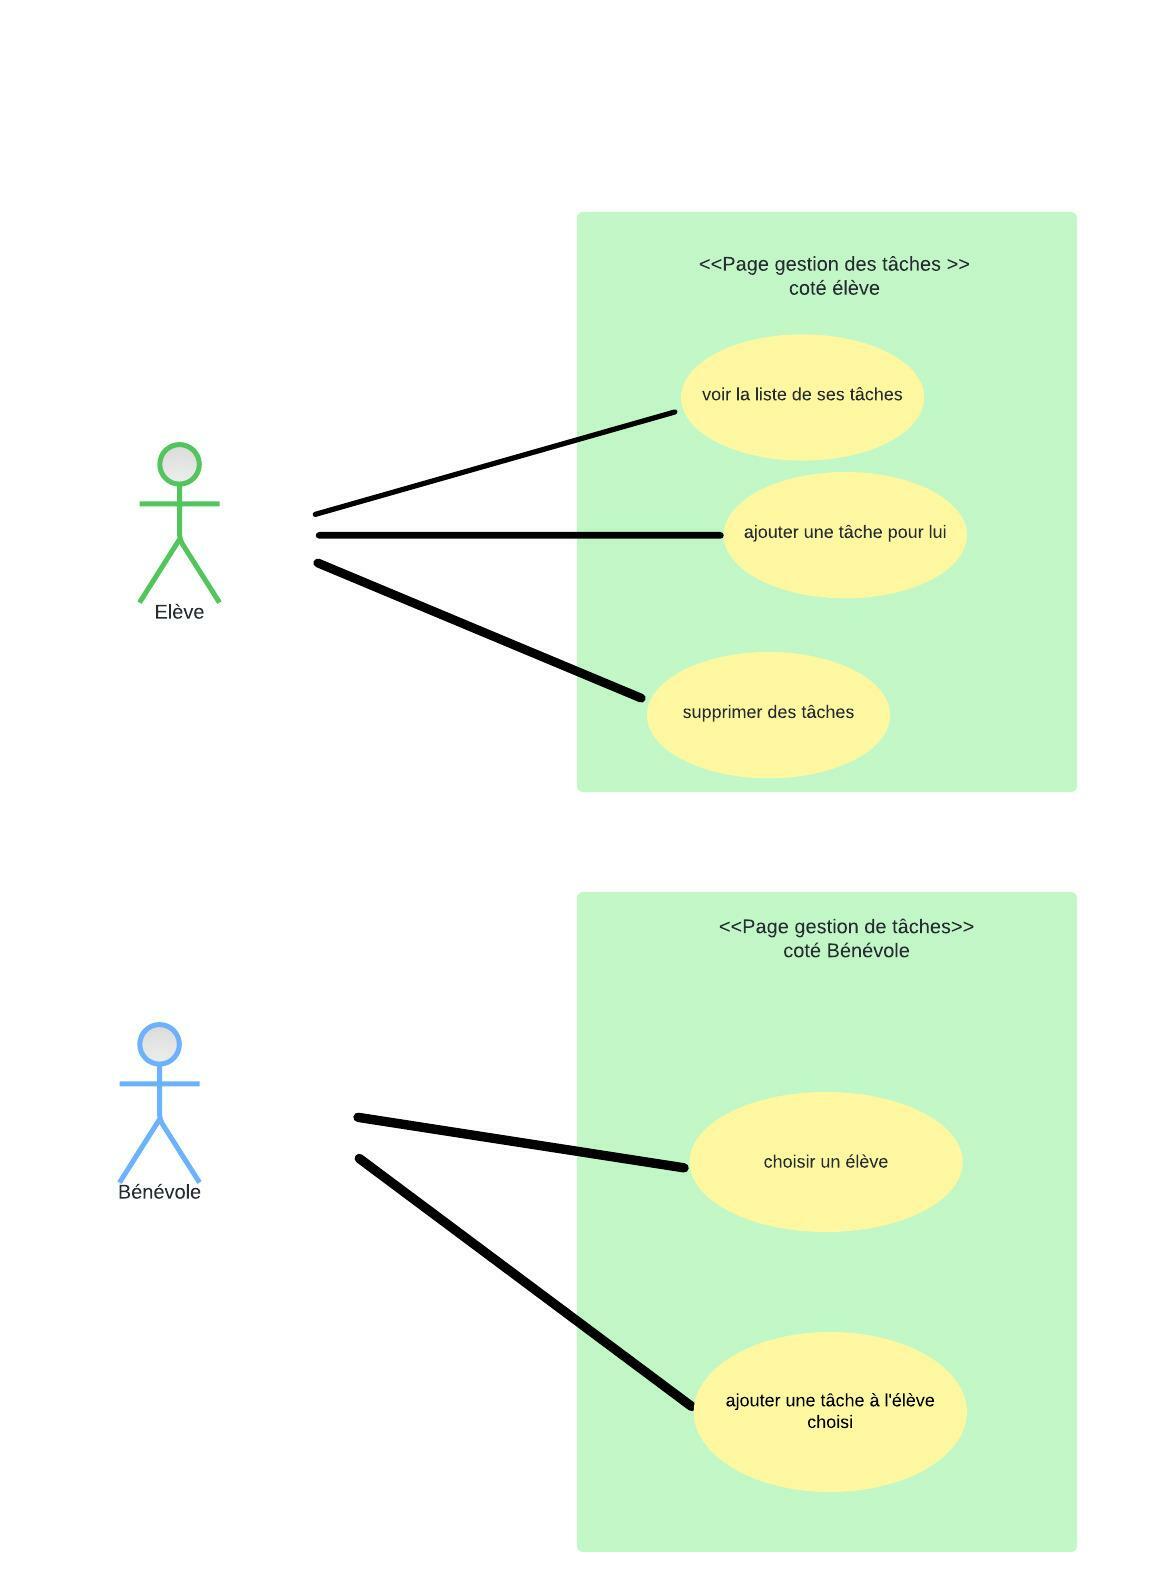 <<Page gestion des tâches >>
coté élève
voir la liste de ses tâches
ajouter une tâche pour lui
Elève
supprimer des tâches
<<Page gestion de tâches>>
coté Bénévole
choisir un élève
Bénévole
ajouter une tâche à l'élève
choisi